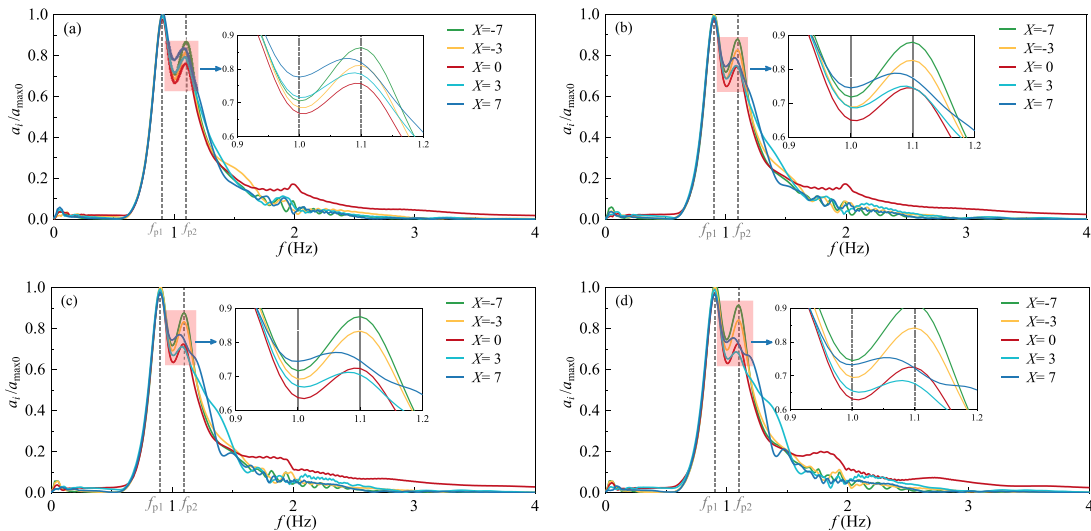 (a)
X=-7
X=-3
X= 0
X= 3
X= 7
a_i/a_max0
1.0
0.8
0.6
0.4
0.2
0.0
0.9
0.8
0.7
0.6
0.9 1.0 1.1 1.2
0 f_p1 1 f_p2 2 3 4
f (Hz)
(b)
X=-7
X=-3
X= 0
X= 3
X= 7
a_i/a_max0
1.0
0.8
0.6
0.4
0.2
0.0
0.9
0.8
0.7
0.6
0.9 1.0 1.1 1.2
0 f_p1 1 f_p2 2 3 4
f (Hz)
(c)
X=-7
X=-3
X= 0
X= 3
X= 7
a_i/a_max0
1.0
0.8
0.6
0.4
0.2
0.0
0.9
0.8
0.7
0.6
0.9 1.0 1.1 1.2
0 f_p1 1 f_p2 2 3 4
f (Hz)
(d)
X=-7
X=-3
X= 0
X= 3
X= 7
a_i/a_max0
1.0
0.8
0.6
0.4
0.2
0.0
0.9
0.8
0.7
0.6
0.9 1.0 1.1 1.2
0 f_p1 1 f_p2 2 3 4
f (Hz)